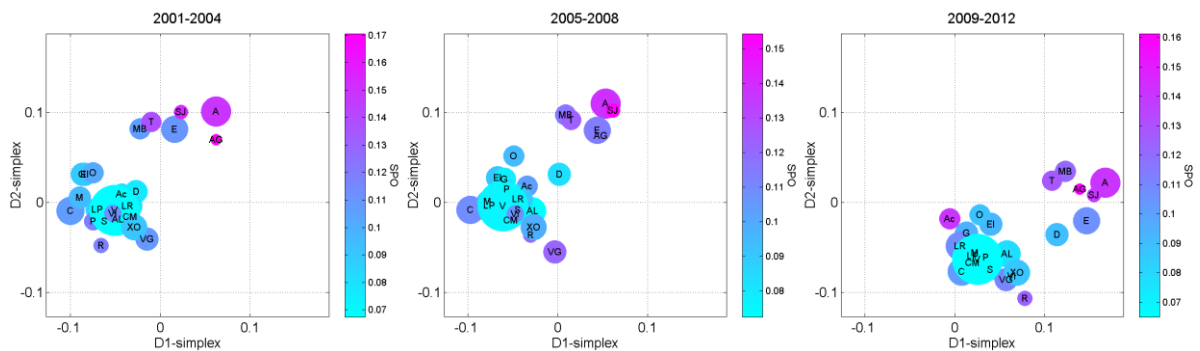 2001-2004
0.1
0
-0.1
-0.1
0
0.1
D1-simplex
D2-simplex
SJ
A
T
MB
E
AG
O
EI
D
M
Ac
LR
C
LP
CM
P
S
AL
XO
R
VG
0.17
0.16
0.15
0.14
0.13
0.12
0.11
0.1
0.09
0.08
0.07
SPO
2005-2008
0.1
0
-0.1
-0.1
0
0.1
D1-simplex
D2-simplex
A
SJ
MB
T
E
AG
O
D
EI
G
Ac
P
M
LR
LP
V
C
S
AL
CM
XO
R
VG
0.15
0.14
0.13
0.12
0.11
0.1
0.09
0.08
SPO
2009-2012
0.1
0
-0.1
-0.1
0
0.1
D1-simplex
D2-simplex
MB
T
A
AG
SJ
Ac
O
E
EI
G
D
LR
M
AL
P
CM
S
C
XO
VG
R
0.16
0.15
0.14
0.13
0.12
0.11
0.1
0.09
0.08
0.07
SPO